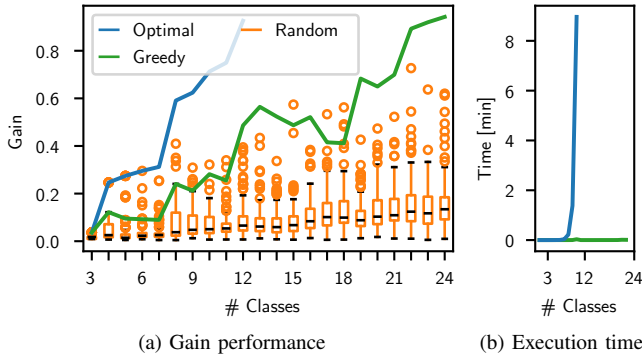 Optimal
Greedy
Random
0.8
0.6
0.4
0.2
0.0
Gain
3 6 9 12 15 18 21 24
# Classes
(a) Gain performance
8
6
4
2
0
Time [min]
3 12 24
# Classes
(b) Execution time